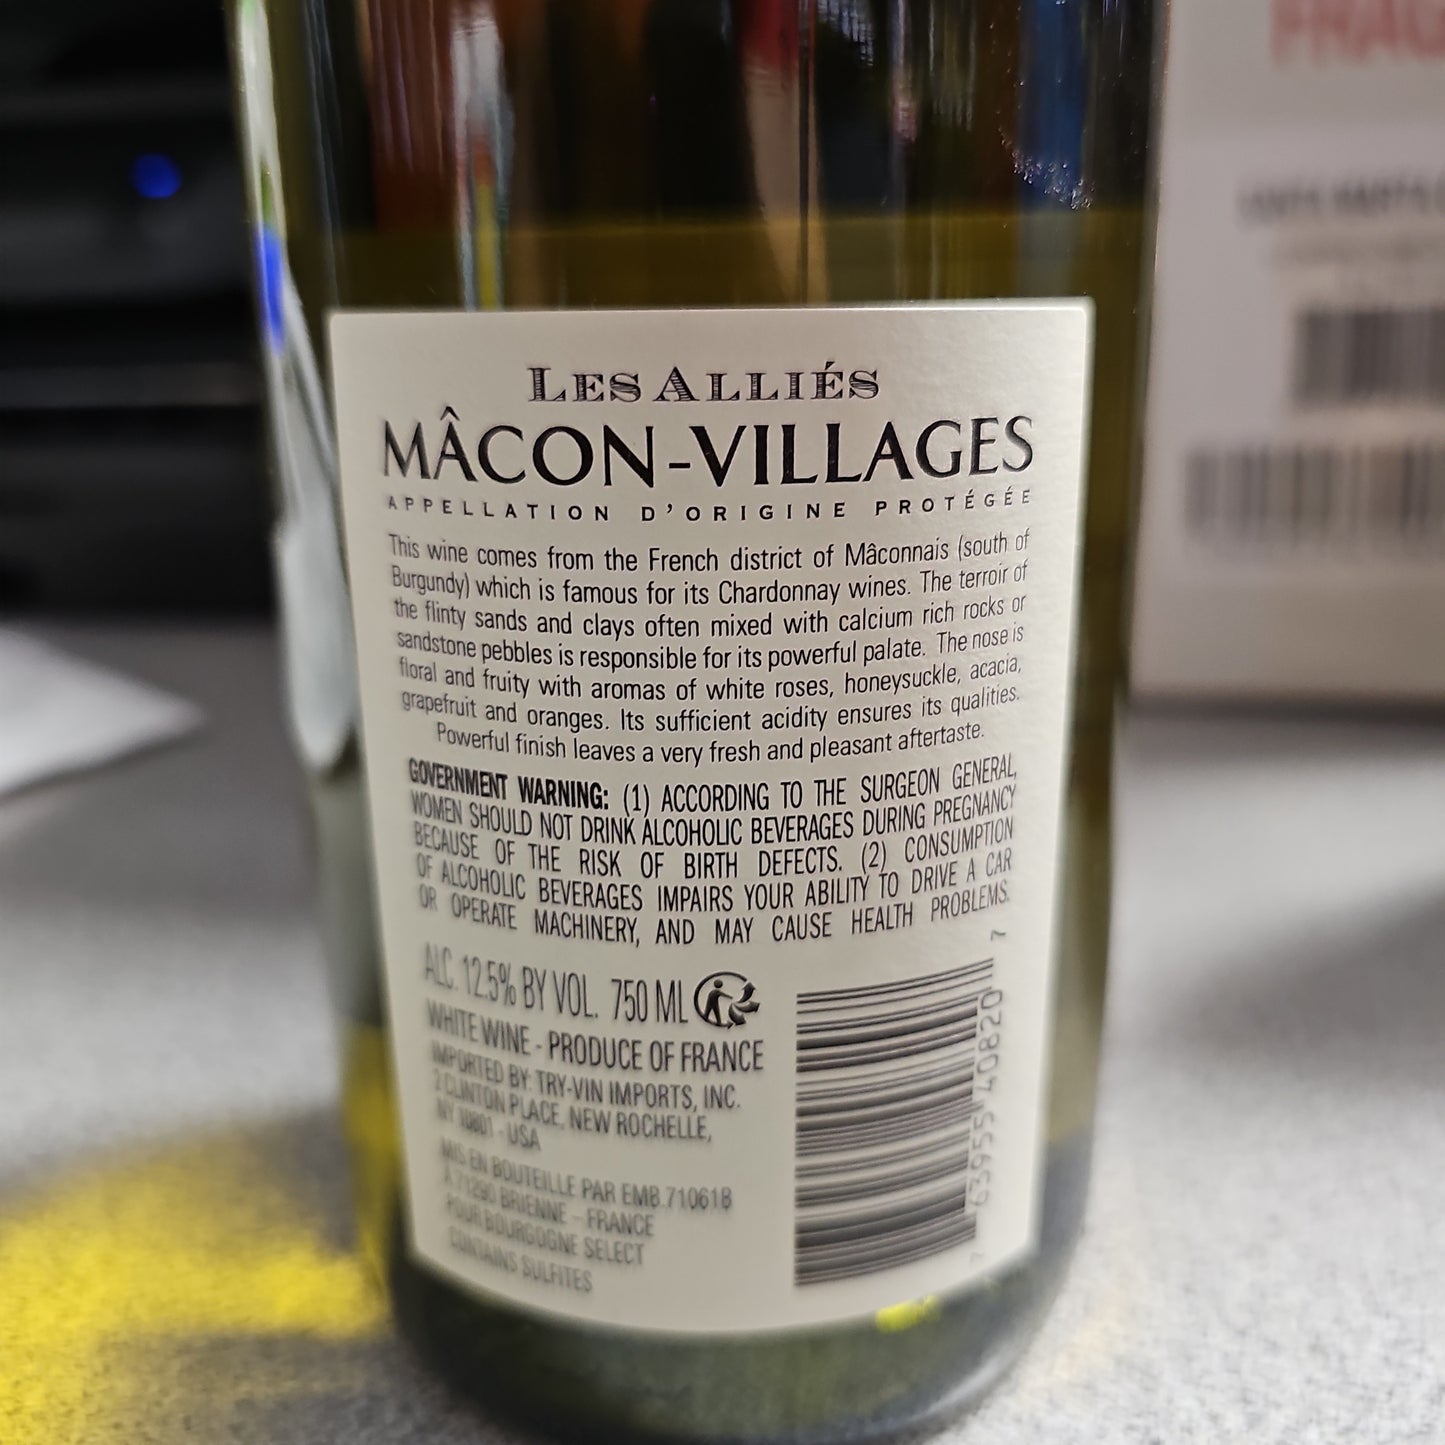 LES ALLIÉS
MÂCON-VILLAGES
APPELLATION D'ORIGINE PROTÉGÉE
This wine comes from the French district of Mâconnais (south of
Burgundy) which is famous for its Chardonnay wines. The terroir of
the flinty sands and clays often mixed with calcium rich rocks or
sandstone pebbles is responsible for its powerful palate. The nose is
floral and fruity with aromas of white roses, honeysuckle, acacia,
grapefruit and oranges. Its sufficient acidity ensures its qualities.
Powerful finish leaves a very fresh and pleasant aftertaste.
GOVERNMENT WARNING: (1) ACCORDING TO THE SURGEON GENERAL,
WOMEN SHOULD NOT DRINK ALCOHOLIC BEVERAGES DURING PREGNANCY
BECAUSE OF THE RISK OF BIRTH DEFECTS. (2) CONSUMPTION
OF ALCOHOLIC BEVERAGES IMPAIRS YOUR ABILITY TO DRIVE A CAR
OR OPERATE MACHINERY, AND MAY CAUSE HEALTH PROBLEMS.
ALC. 12.5% BY VOL. 750 ML
WHITE WINE - PRODUCE OF FRANCE
IMPORTED BY: TRY-VIN IMPORTS, INC.
2 CLINTON PLACE, NEW ROCHELLE,
NY 10801 - USA
MIS EN BOUTEILLE PAR EMB 71061B
À 71290 BRIENNE - FRANCE
POUR BOURGOGNE SELECT
CONTAINS SULFITES
7 63955 40820 7